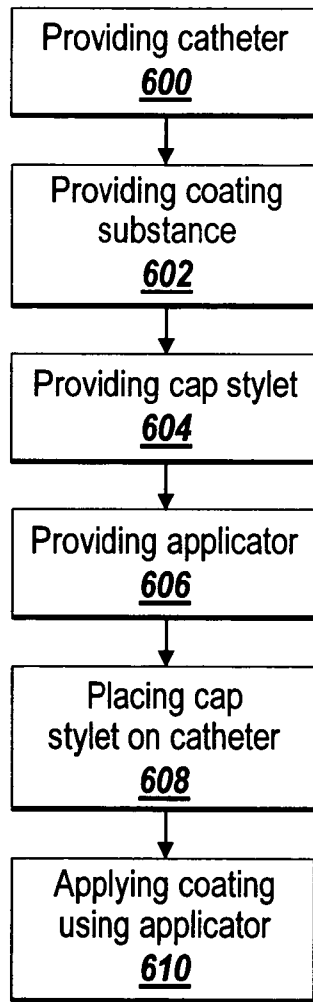 Providing catheter
600
Providing coating
substance
602
Providing cap stylet
604
Providing applicator
606
Placing cap
stylet on catheter
608
Applying coating
using applicator
610